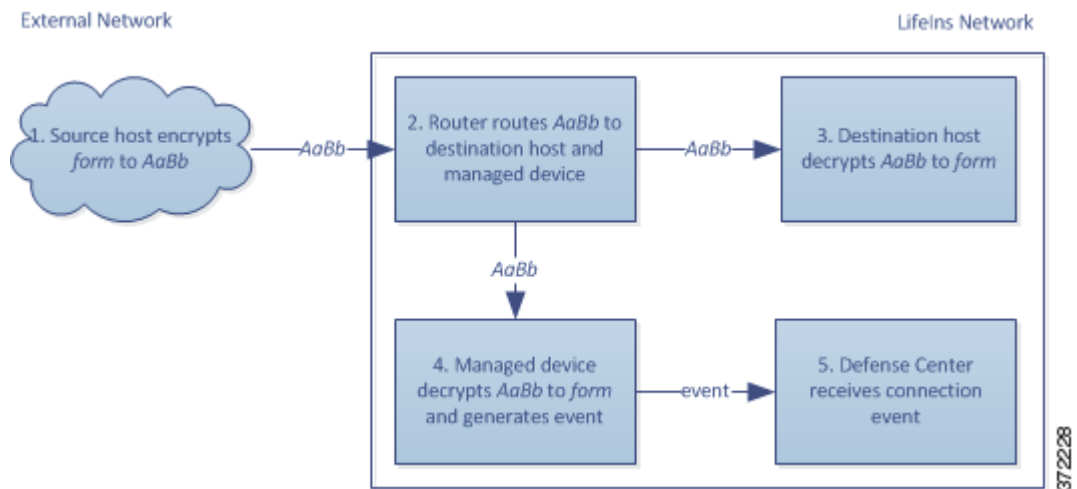 External Network
LifeIns Network
1. Source host encrypts
form to AaBb
AaBb
2. Router routes AaBb to
destination host and
managed device
AaBb
3. Destination host
decrypts AaBb to form
AaBb
4. Managed device
decrypts AaBb to form
and generates event
event
5. Defense Center
receives connection
event
372228